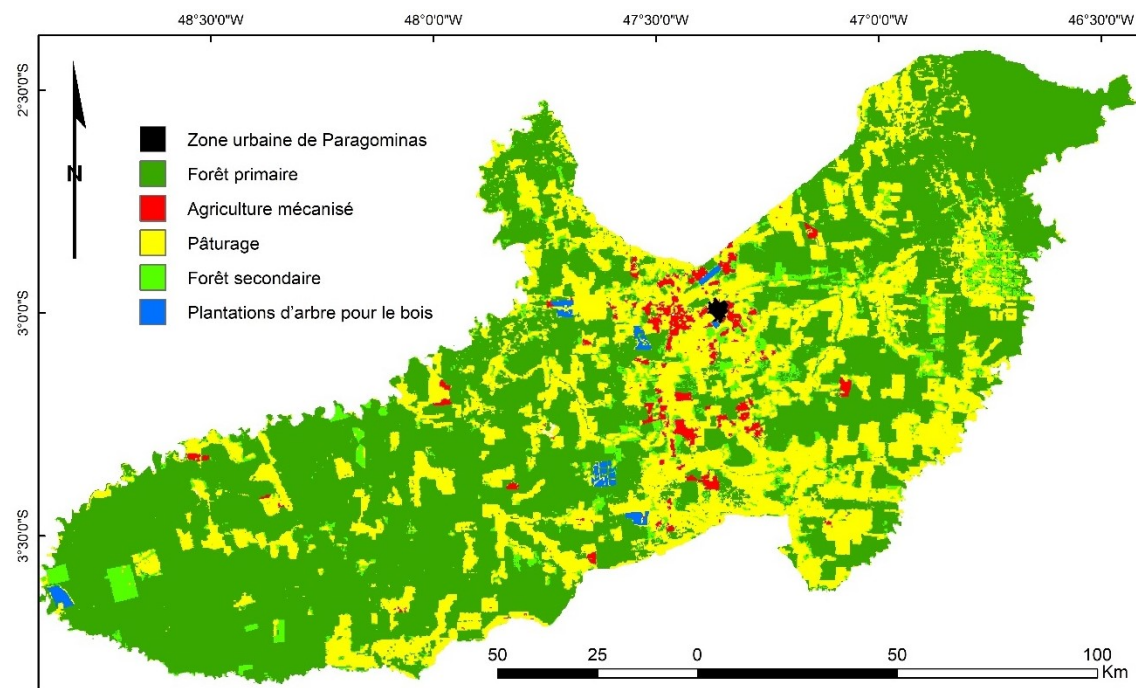 48°30'0"W 48°0'0"W 47°30'0"W 47°0'0"W 46°30'0"W
2°30'0"S
3°0'0"S
3°30'0"S
N
Zone urbaine de Paragominas
Forêt primaire
Agriculture mécanisé
Pâturage
Forêt secondaire
Plantations d'arbre pour le bois
50 25 0 50 100
Km